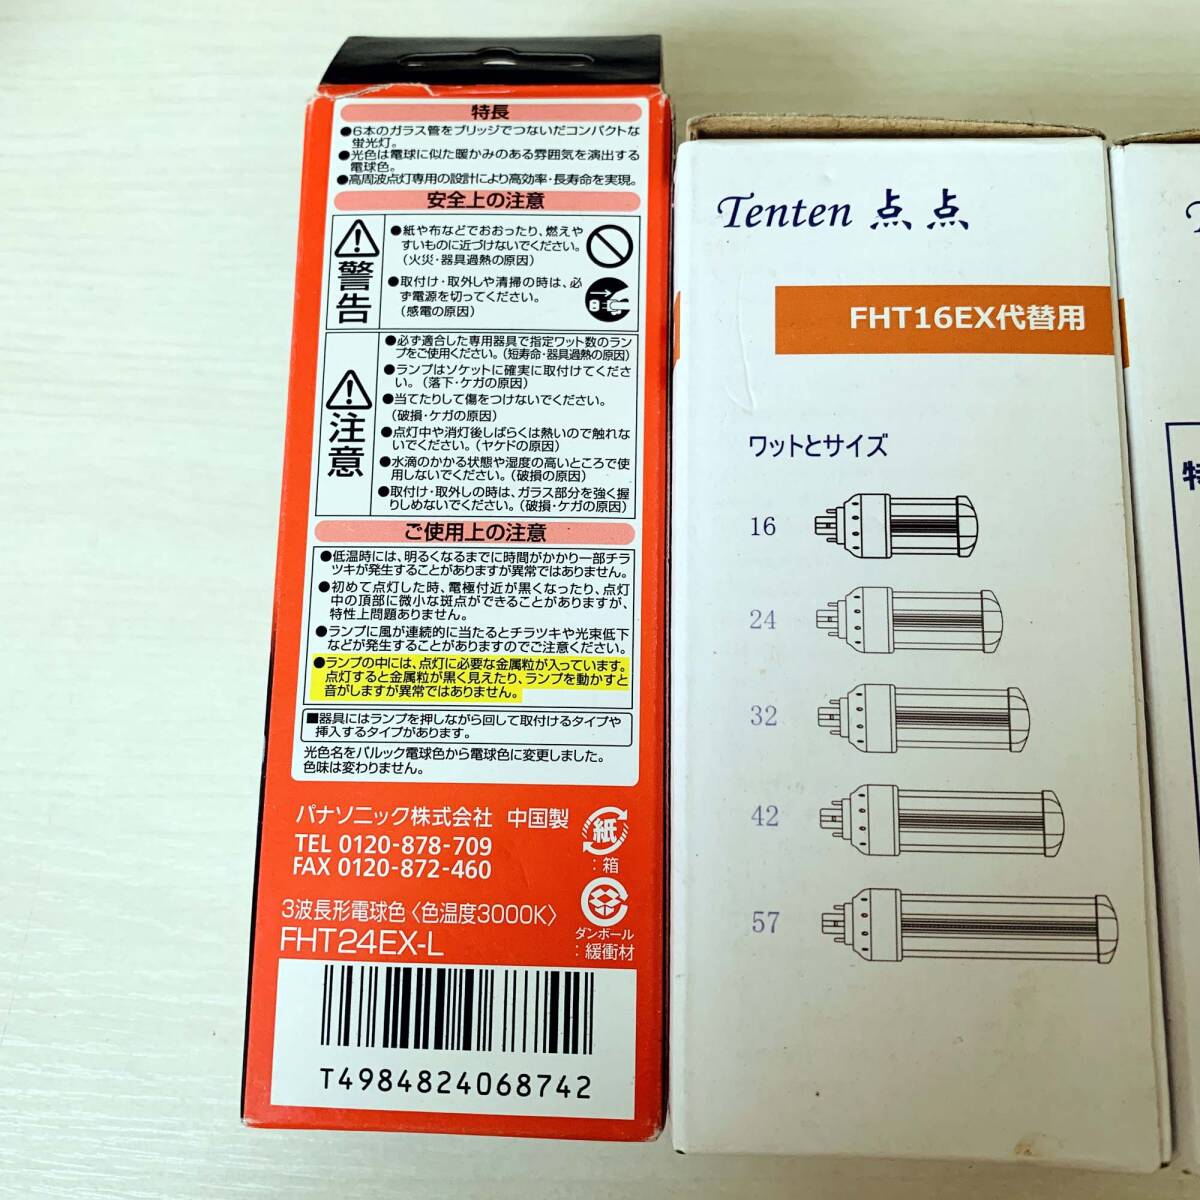 特長
●6本のガラス管をブリッジでつないだコンパクトな
蛍光灯。
●光色は電球に似た暖かみのある雰囲気を演出する
電球色。
●高周波点灯専用の設計により高効率・長寿命を実現。
安全上の注意
警告
●紙や布などでおおったり、燃えや
すいものに近づけないでください。
(火災・器具過熱の原因)
●取付け・取外しや清掃の時は、必
ず電源を切ってください。
(感電の原因)
注意
●必ず適合した専用器具で指定ワット数のラン
プをご使用ください。(短寿命・器具過熱の原因)
●ランプはソケットに確実に取付けてくださ
い。(落下・ケガの原因)
●当てたりして傷をつけないでください。
(破損・ケガの原因)
●点灯中や消灯後しばらくは熱いので触れな
いでください。(ヤケドの原因)
●水滴のかかる状態や湿度の高いところで使
用しないでください。(破損の原因)
●取付け・取外しの時は、ガラス部分を強く握
りしめないでください。(破損・ケガの原因)
ご使用上の注意
●低温時には、明るくなるまでに時間がかかり一部チラ
ツキが発生することがありますが異常ではありません。
●初めて点灯した時、電極付近が黒くなったり、点灯
中の頂部に微小な斑点ができることがありますが、
特性上問題ありません。
●ランプに風が連続的に当たるとチラツキや光束低下
などが発生することがありますのでご注意ください。
●ランプの中には、点灯に必要な金属粒が入っています。
点灯すると金属粒が黒く見えたり、ランプを動かすと
音がしますが異常ではありません。
■器具にはランプを押しながら回して取付けるタイプや
挿入するタイプがあります。
光色名をパルック電球色から電球色に変更しました。
色味は変わりません。
パナソニック株式会社 中国製
TEL 0120-878-709
FAX 0120-872-460
紙
:箱
ダンボール
:緩衝材
3波長形電球色〈色温度3000K〉
FHT24EX-L
T4984824068742
Tenten 点点
FHT16EX代替用
ワットとサイズ
16
24
32
42
57